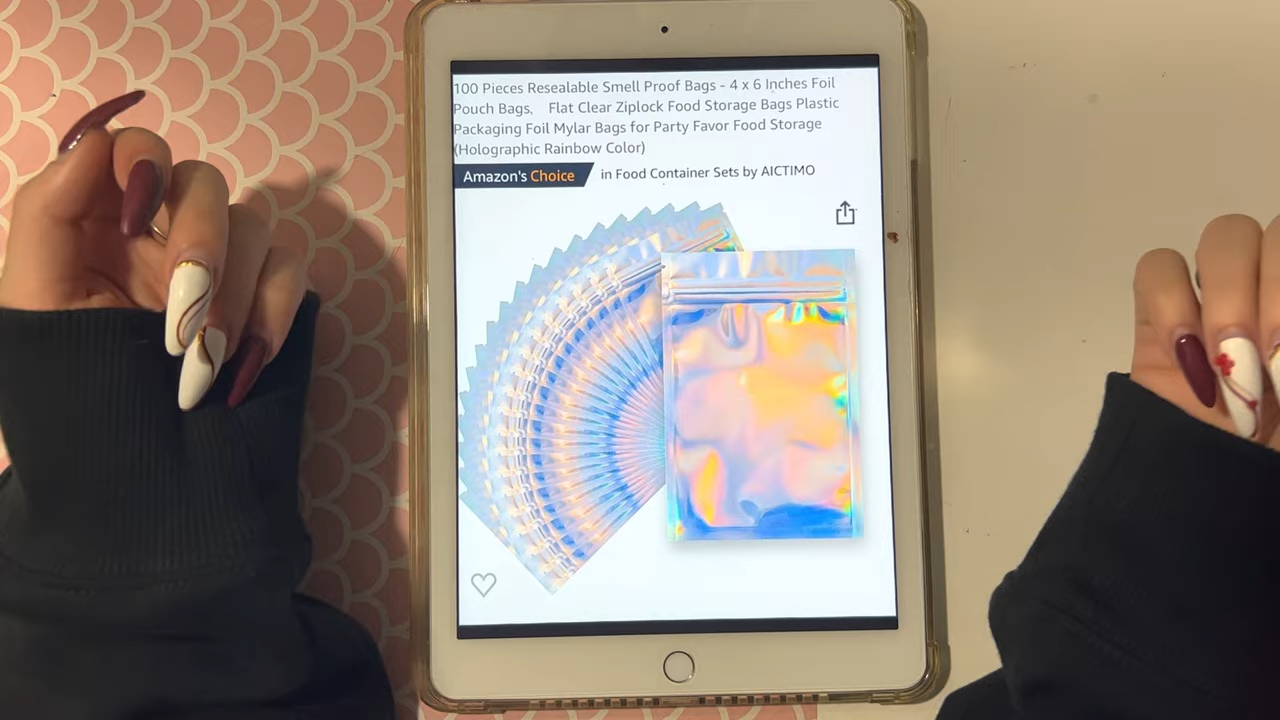 100 Pieces Resealable Smell Proof Bags - 4 x 6 Inches Foil
Pouch Bags, Flat Clear Ziplock Food Storage Bags Plastic
Packaging Foil Mylar Bags for Party Favor Food Storage
(Holographic Rainbow Color)
Amazon's Choice in Food Container Sets by AICTIMO